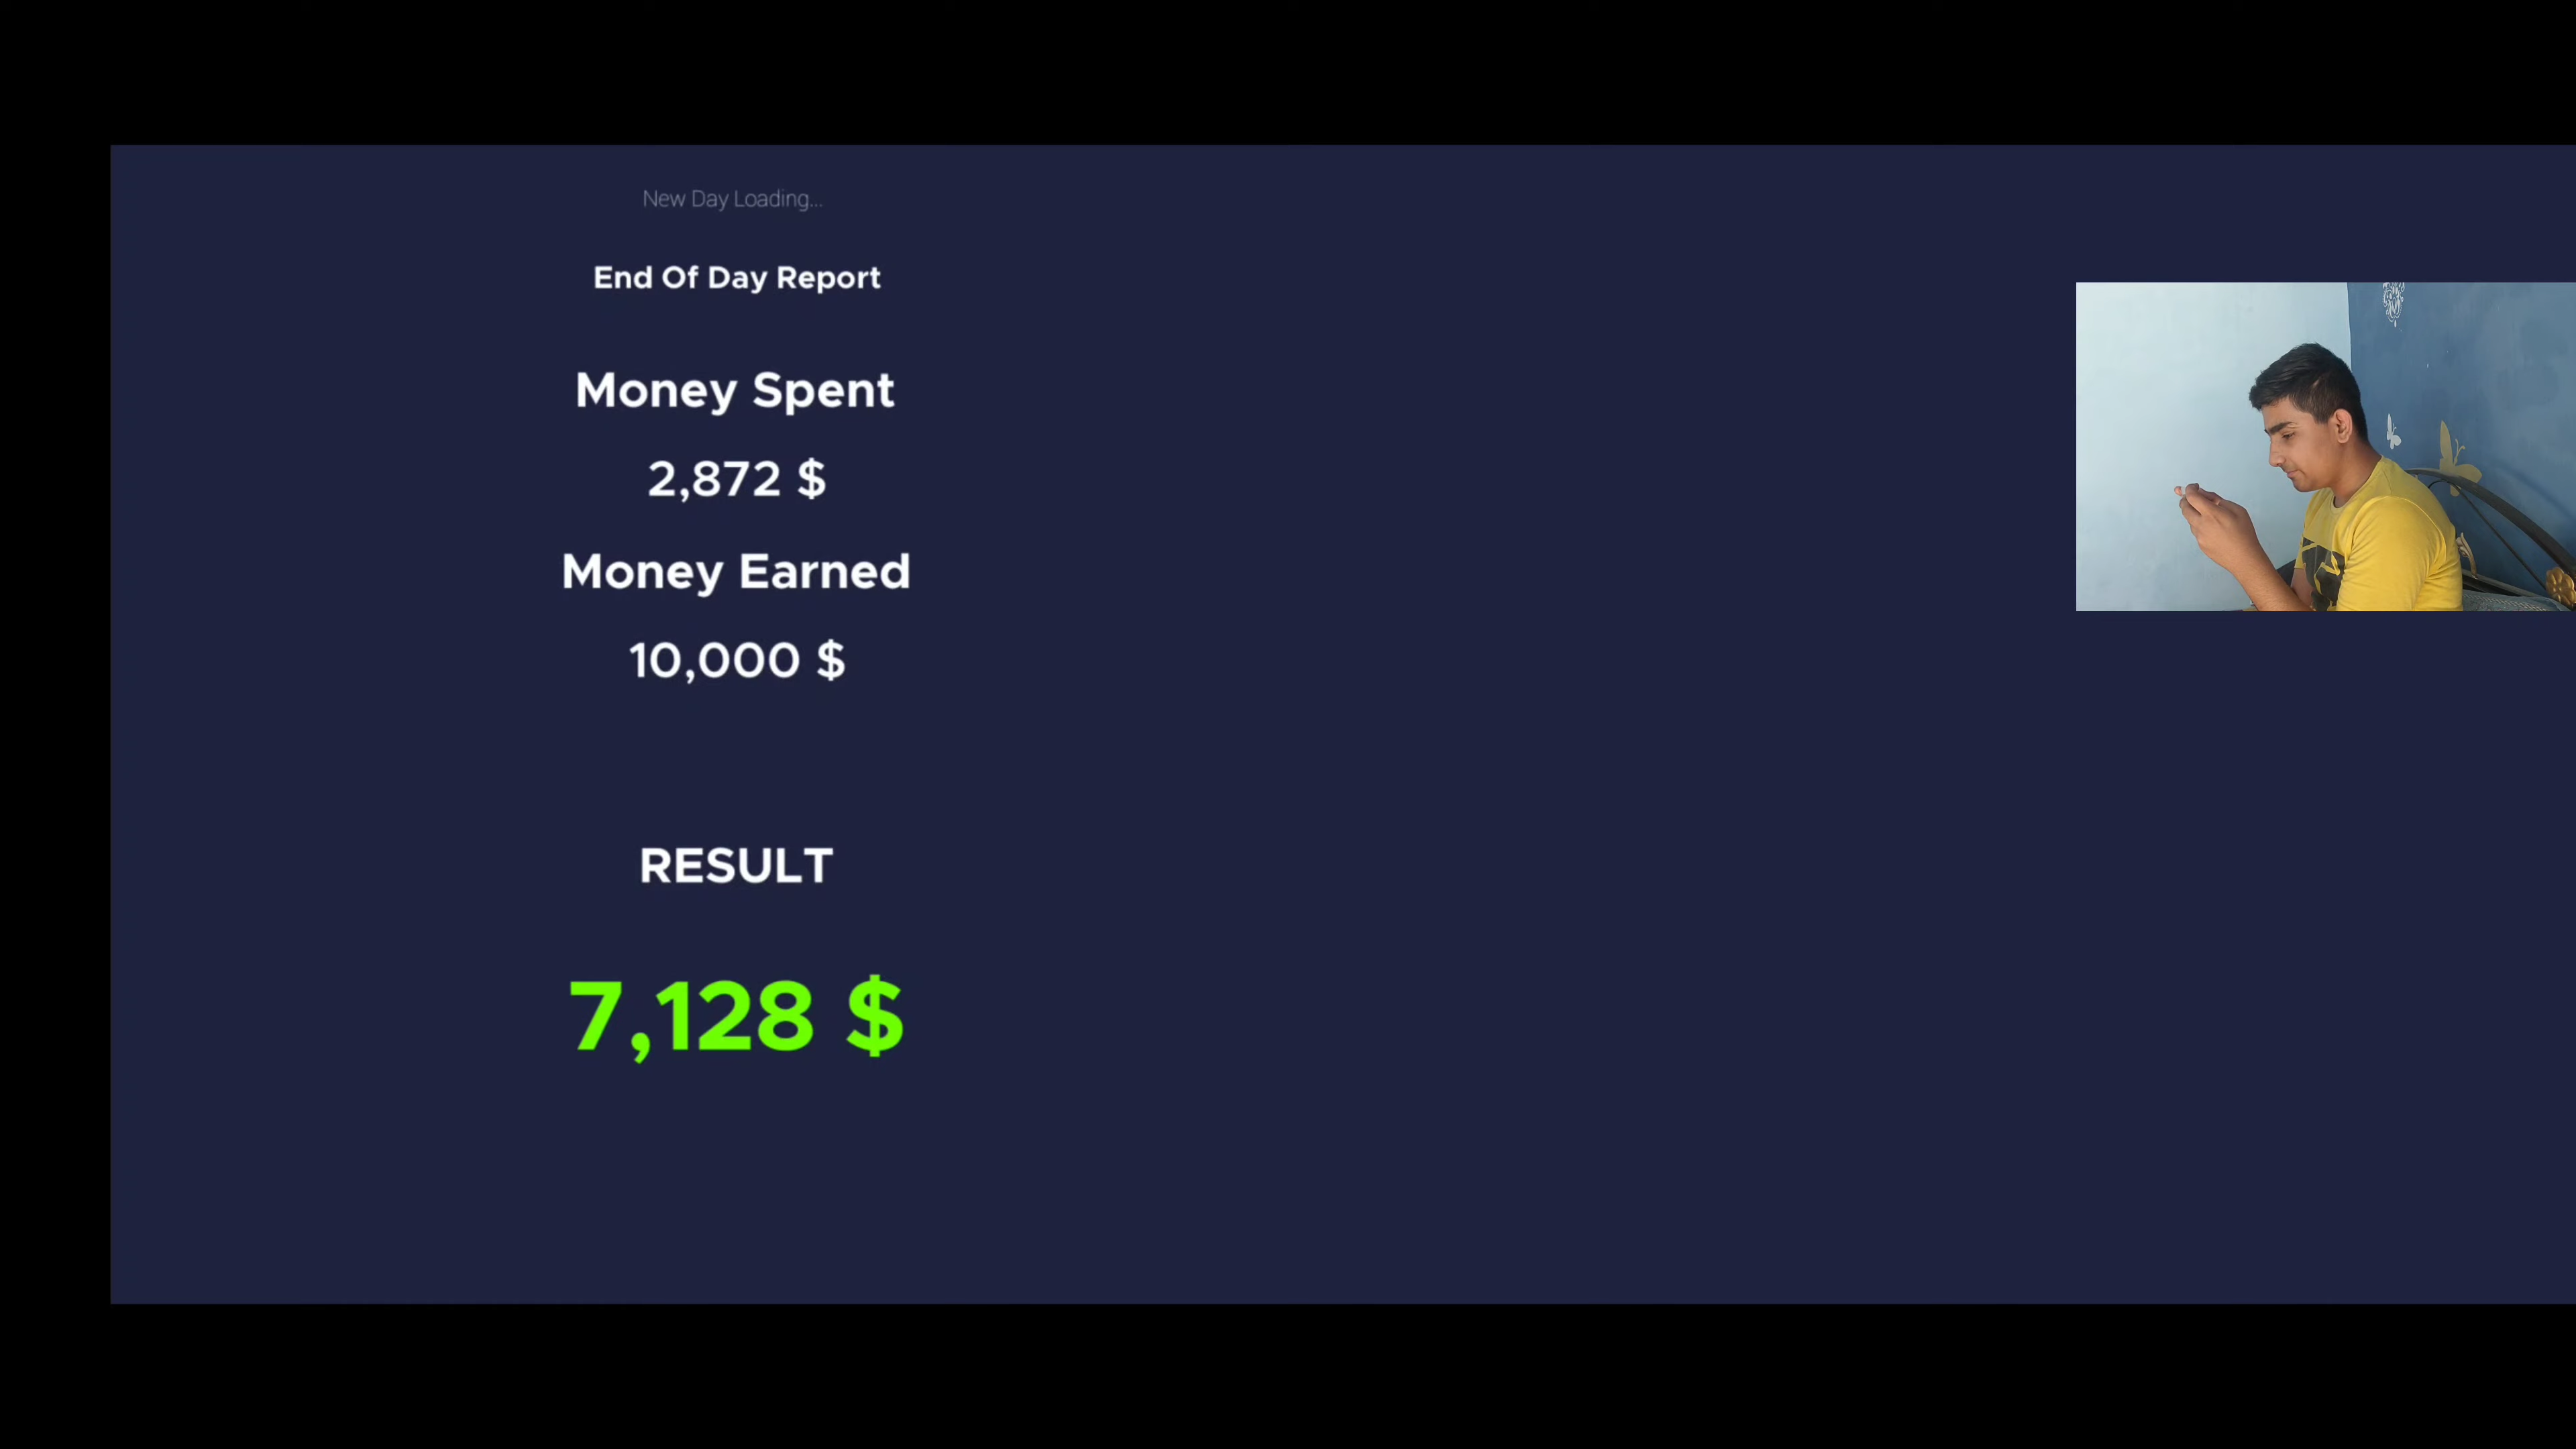 New Day Loading...
End Of Day Report
Money Spent
2,872 $
Money Earned
10,000 $
RESULT
7,128 $